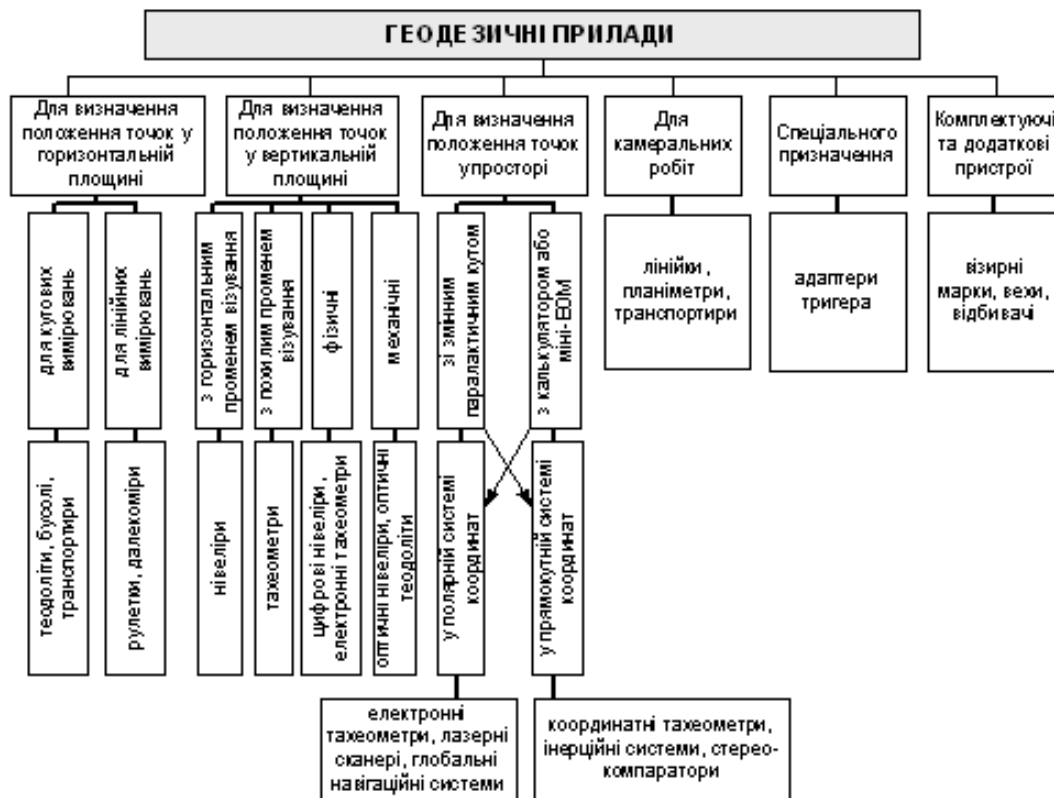 ГЕОДЕЗИЧНІ ПРИЛАДИ
Для визначення
положення точок у
горизонтальній
площині
Для визначення
положення точок
у вертикальній
площині
Для визначення
положення точок
упросторі
Для
камеральних
робіт
Спеціального
призначення
Комплектуючі
та додаткові
пристрої
для кутових
вимірювань
для лінійних
вимірювань
з горизонтальним
променем візування
з похилим променем
візування
фізичні
механічні
зі змінним
паралактичним кутом
з калькулятором або
міні-ЕОМ
лінійки,
планіметри,
транспортири
адаптери
тригера
візирні
марки, вехи,
відбивачі
теодоліти, бусолі,
транспортири
рулетки, далекоміри
нівеліри
тахеометри
цифрові нівеліри,
електронні тахеометри
оптичні нівеліри, оптичні
теодоліти
у полярній системі
координат
у прямокутній системі
координат
електронні
тахеометри, лазерні
сканері, глобальні
навігаційні системи
координатні тахеометри,
інерційні системи, стерео-
компаратори